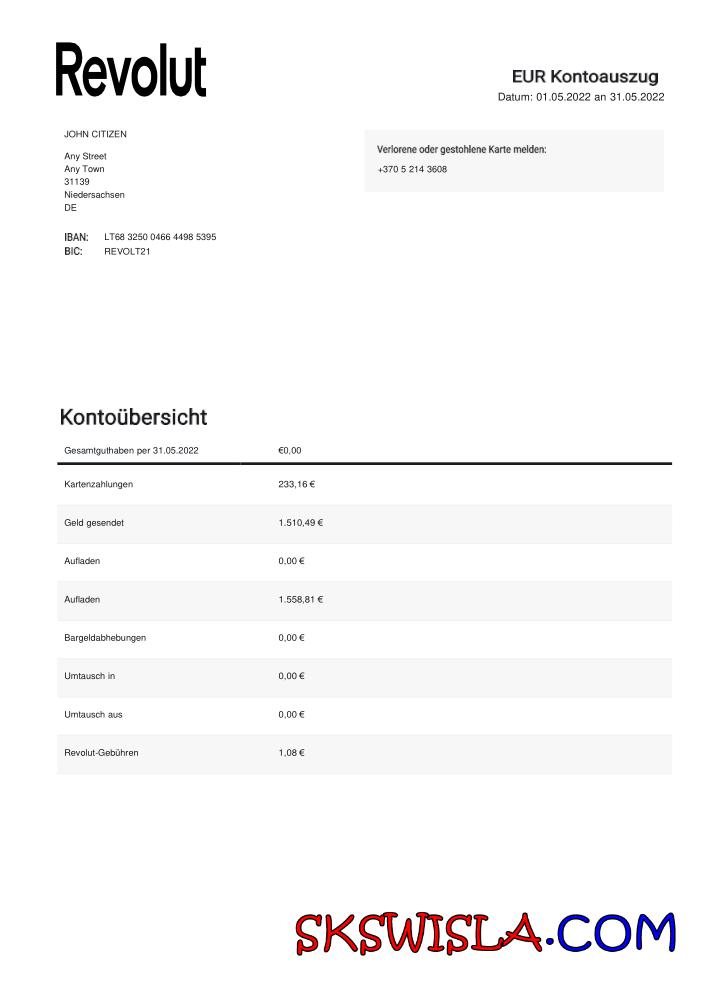 Revolut
EUR Kontoauszug
Datum: 01.05.2022 an 31.05.2022
JOHN CITIZEN
Any Street
Any Town
31139
Niedersachsen
DE
Verlorene oder gestohlene Karte melden:
+370 5 214 3608
IBAN: LT68 3250 0466 4498 5395
BIC: REVOLT21
Kontoübersicht
Gesamtguthaben per 31.05.2022 €0,00
Kartenzahlungen 233,16 €
Geld gesendet 1.510,49 €
Aufladen 0,00 €
Aufladen 1.558,81 €
Bargeldabhebungen 0,00 €
Umtausch in 0,00 €
Umtausch aus 0,00 €
Revolut-Gebühren 1,08 €
SKSWISLA.COM